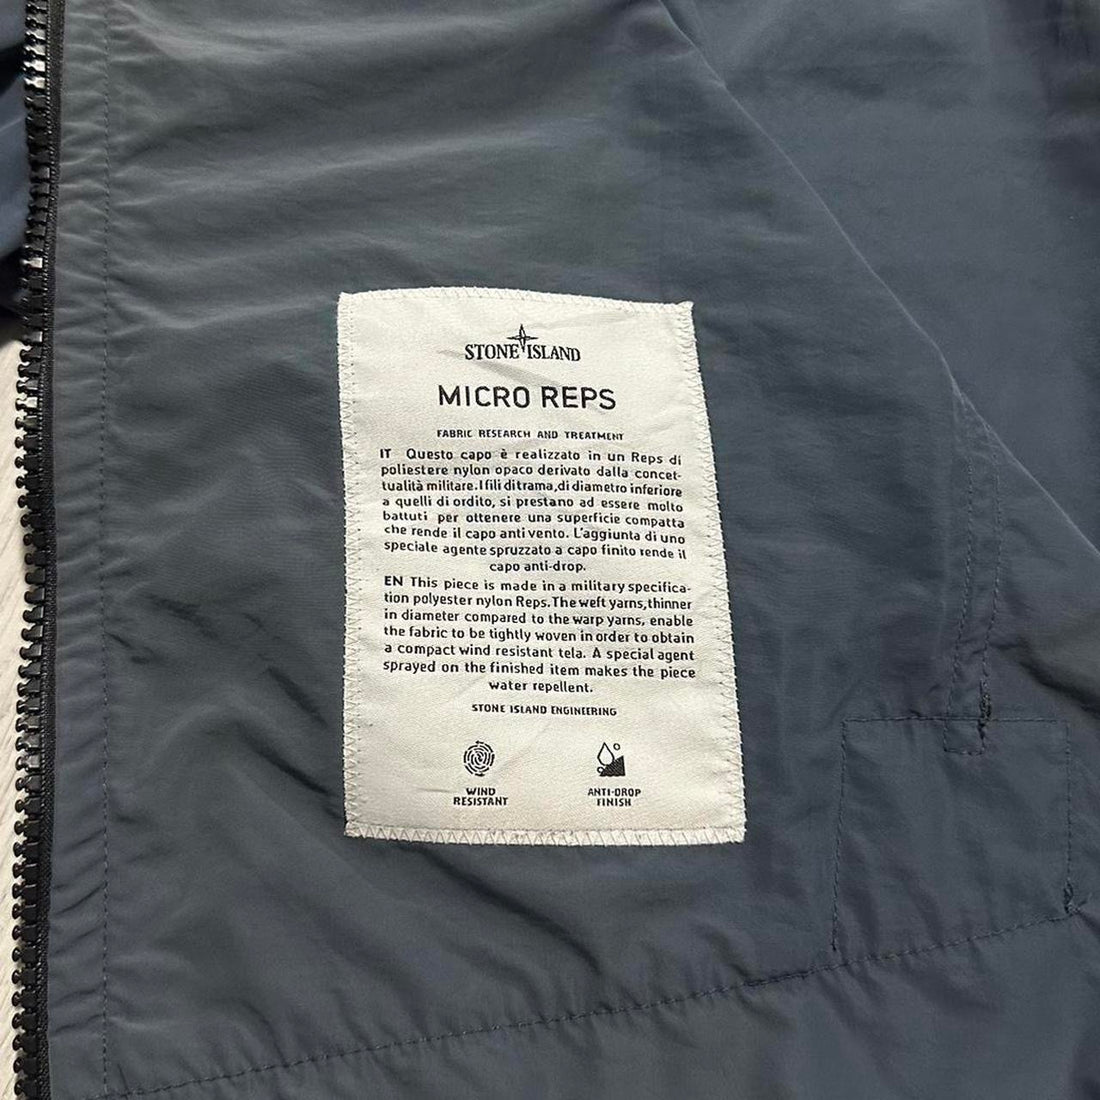 STONE ISLAND
MICRO REPS
FABRIC RESEARCH AND TREATMENT
IT Questo capo è realizzato in un Reps di
poliestere nylon opaco derivato dalla concet-
tualità militare. I fili di trama, di diametro inferiore
a quelli di ordito, si prestano ad essere molto
battuti per ottenere una superficie compatta
che rende il capo anti vento. L'aggiunta di uno
speciale agente spruzzato a capo finito rende il
capo anti-drop.
EN This piece is made in a military specifica-
tion polyester nylon Reps. The weft yarns, thinner
in diameter compared to the warp yarns, enable
the fabric to be tightly woven in order to obtain
a compact wind resistant tela. A special agent
sprayed on the finished item makes the piece
water repellent.
STONE ISLAND ENGINEERING
WIND
RESISTANT
ANTI-DROP
FINISH